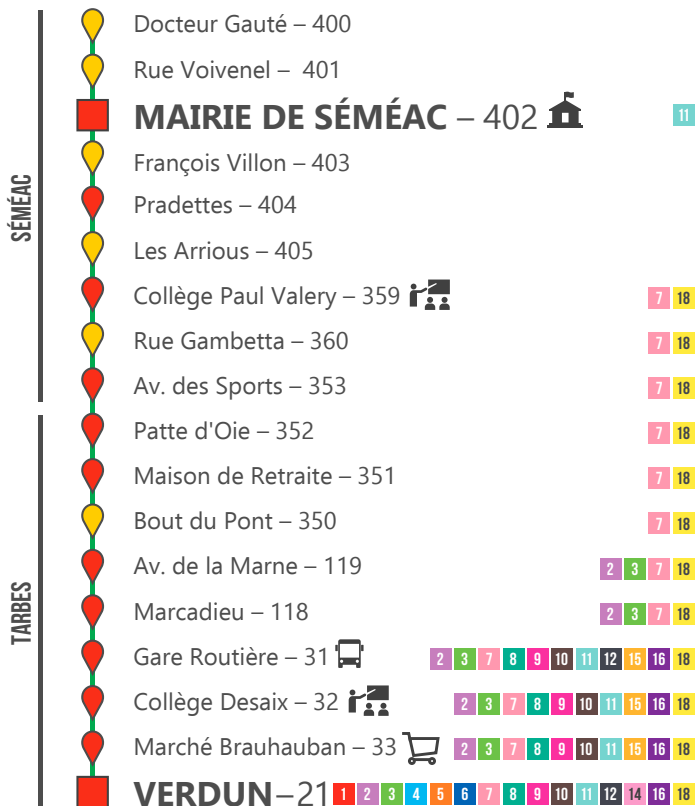 Docteur Gauté – 400
Rue Voivenel – 401
MAIRIE DE SÉMÉAC – 402 11
François Villon – 403
Pradettes – 404
SÉMÉAC
Les Arrious – 405
Collège Paul Valery – 359 7 18
Rue Gambetta – 360 7 18
Av. des Sports – 353 7 18
Patte d'Oie – 352 7 18
Maison de Retraite – 351 7 18
Bout du Pont – 350 7 18
Av. de la Marne – 119 2 3 7 18
TARBES
Marcadieu – 118 2 3 7 18
Gare Routière – 31 2 3 7 8 9 10 11 12 15 16 18
Collège Desaix – 32 2 3 7 8 9 10 11 15 16 18
Marché Brauhauban – 33 2 3 7 8 9 10 11 15 16 18
VERDUN – 21 1 2 3 4 5 6 7 8 9 10 11 12 14 16 18